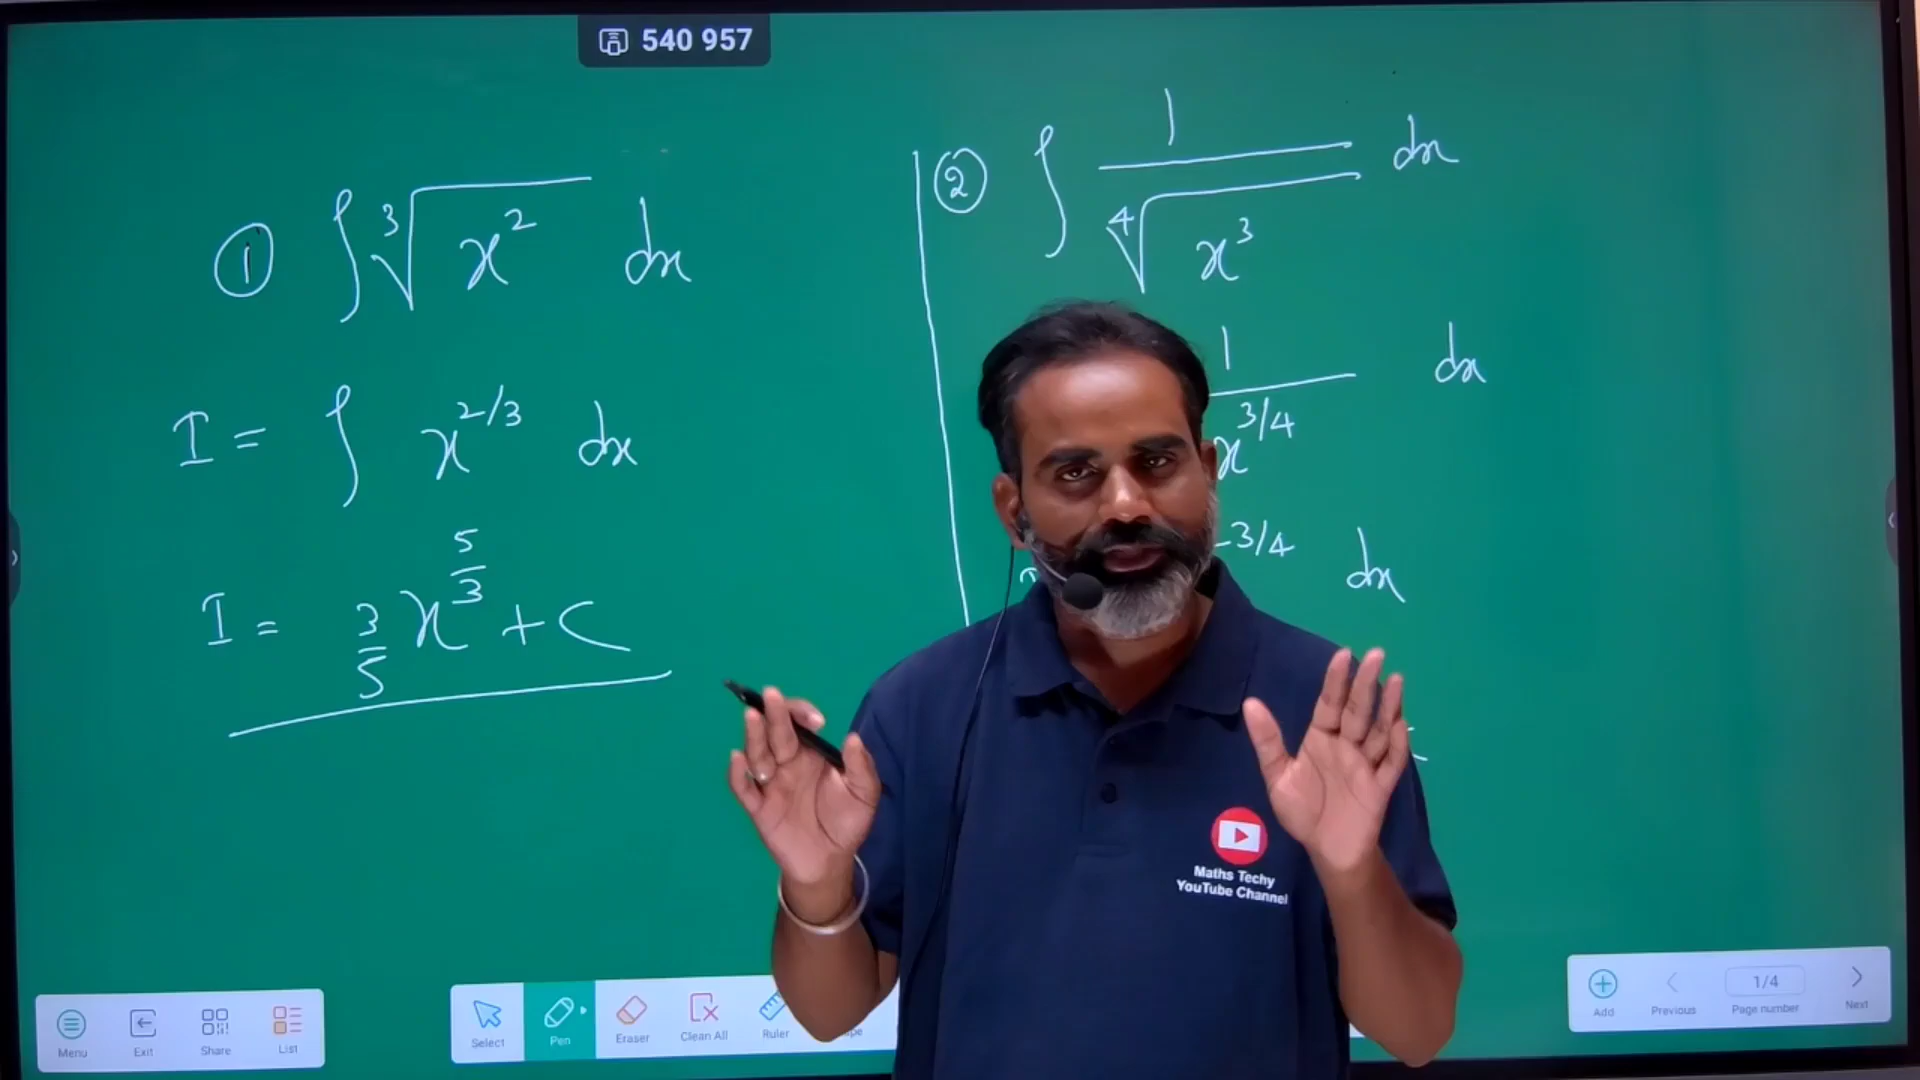 540 957
① ∫ ∛x² dx
I = ∫ x^2/3 dx
I = 3/5 x^5/3 + C
② ∫ 1/∜x³ dx
1/x^3/4 dx
-3/4 dx
Maths Techy
YouTube Channel
Menu Exit Share List
Select Pen Eraser Clean All Ruler
Add Previous 1/4 Page number Next